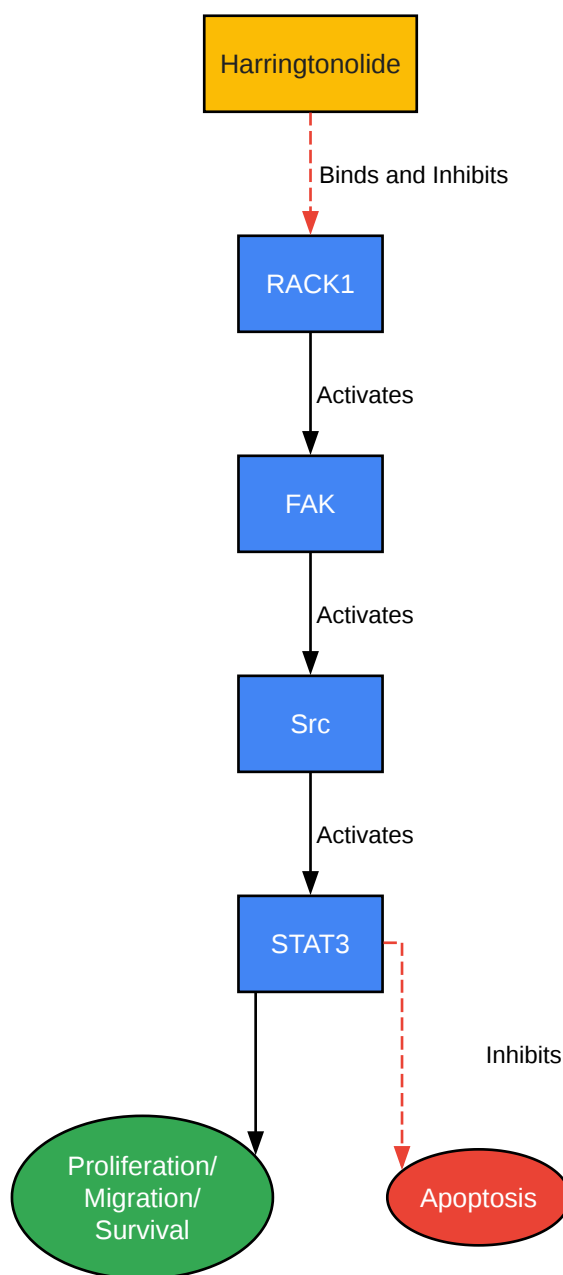 Harringtonolide
Binds and Inhibits
RACK1
Activates
FAK
Activates
Src
Activates
STAT3
Inhibits
Proliferation/
Migration/
Survival
Apoptosis